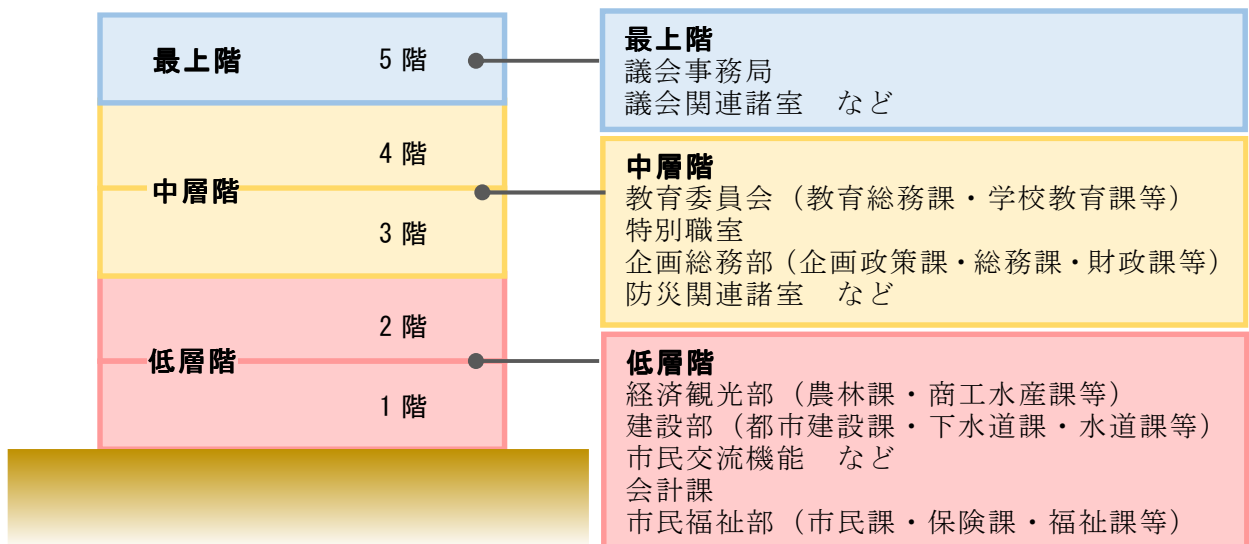 最上階
5 階
4 階
中層階
3 階
2 階
低層階
1 階
最上階
議会事務局
議会関連諸室　など
中層階
教育委員会（教育総務課・学校教育課等）
特別職室
企画総務部（企画政策課・総務課・財政課等）
防災関連諸室　など
低層階
経済観光部（農林課・商工水産課等）
建設部（都市建設課・下水道課・水道課等）
市民交流機能　など
会計課
市民福祉部（市民課・保険課・福祉課等）